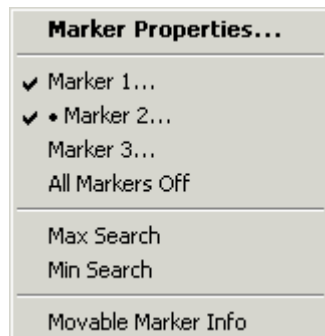 Marker Properties...
✔ Marker 1...
✔ • Marker 2...
Marker 3...
All Markers Off
Max Search
Min Search
Movable Marker Info